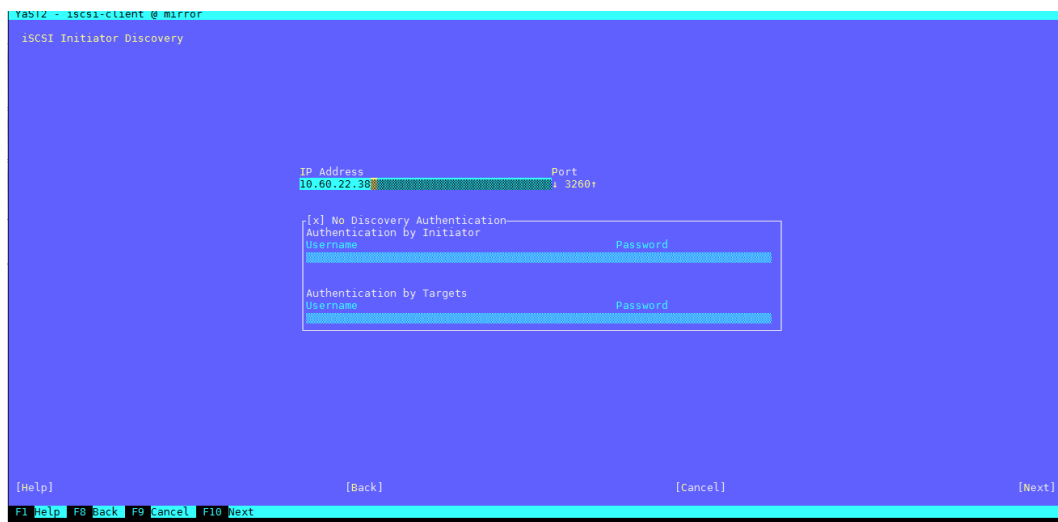 YaST2 - iscsi-client @ mirror
iSCSI Initiator Discovery
IP Address Port
10.60.22.38 ↓ 3260↑
[x] No Discovery Authentication
Authentication by Initiator
Username Password
Authentication by Targets
Username Password
[Help] [Back] [Cancel] [Next]
F1 Help F8 Back F9 Cancel F10 Next